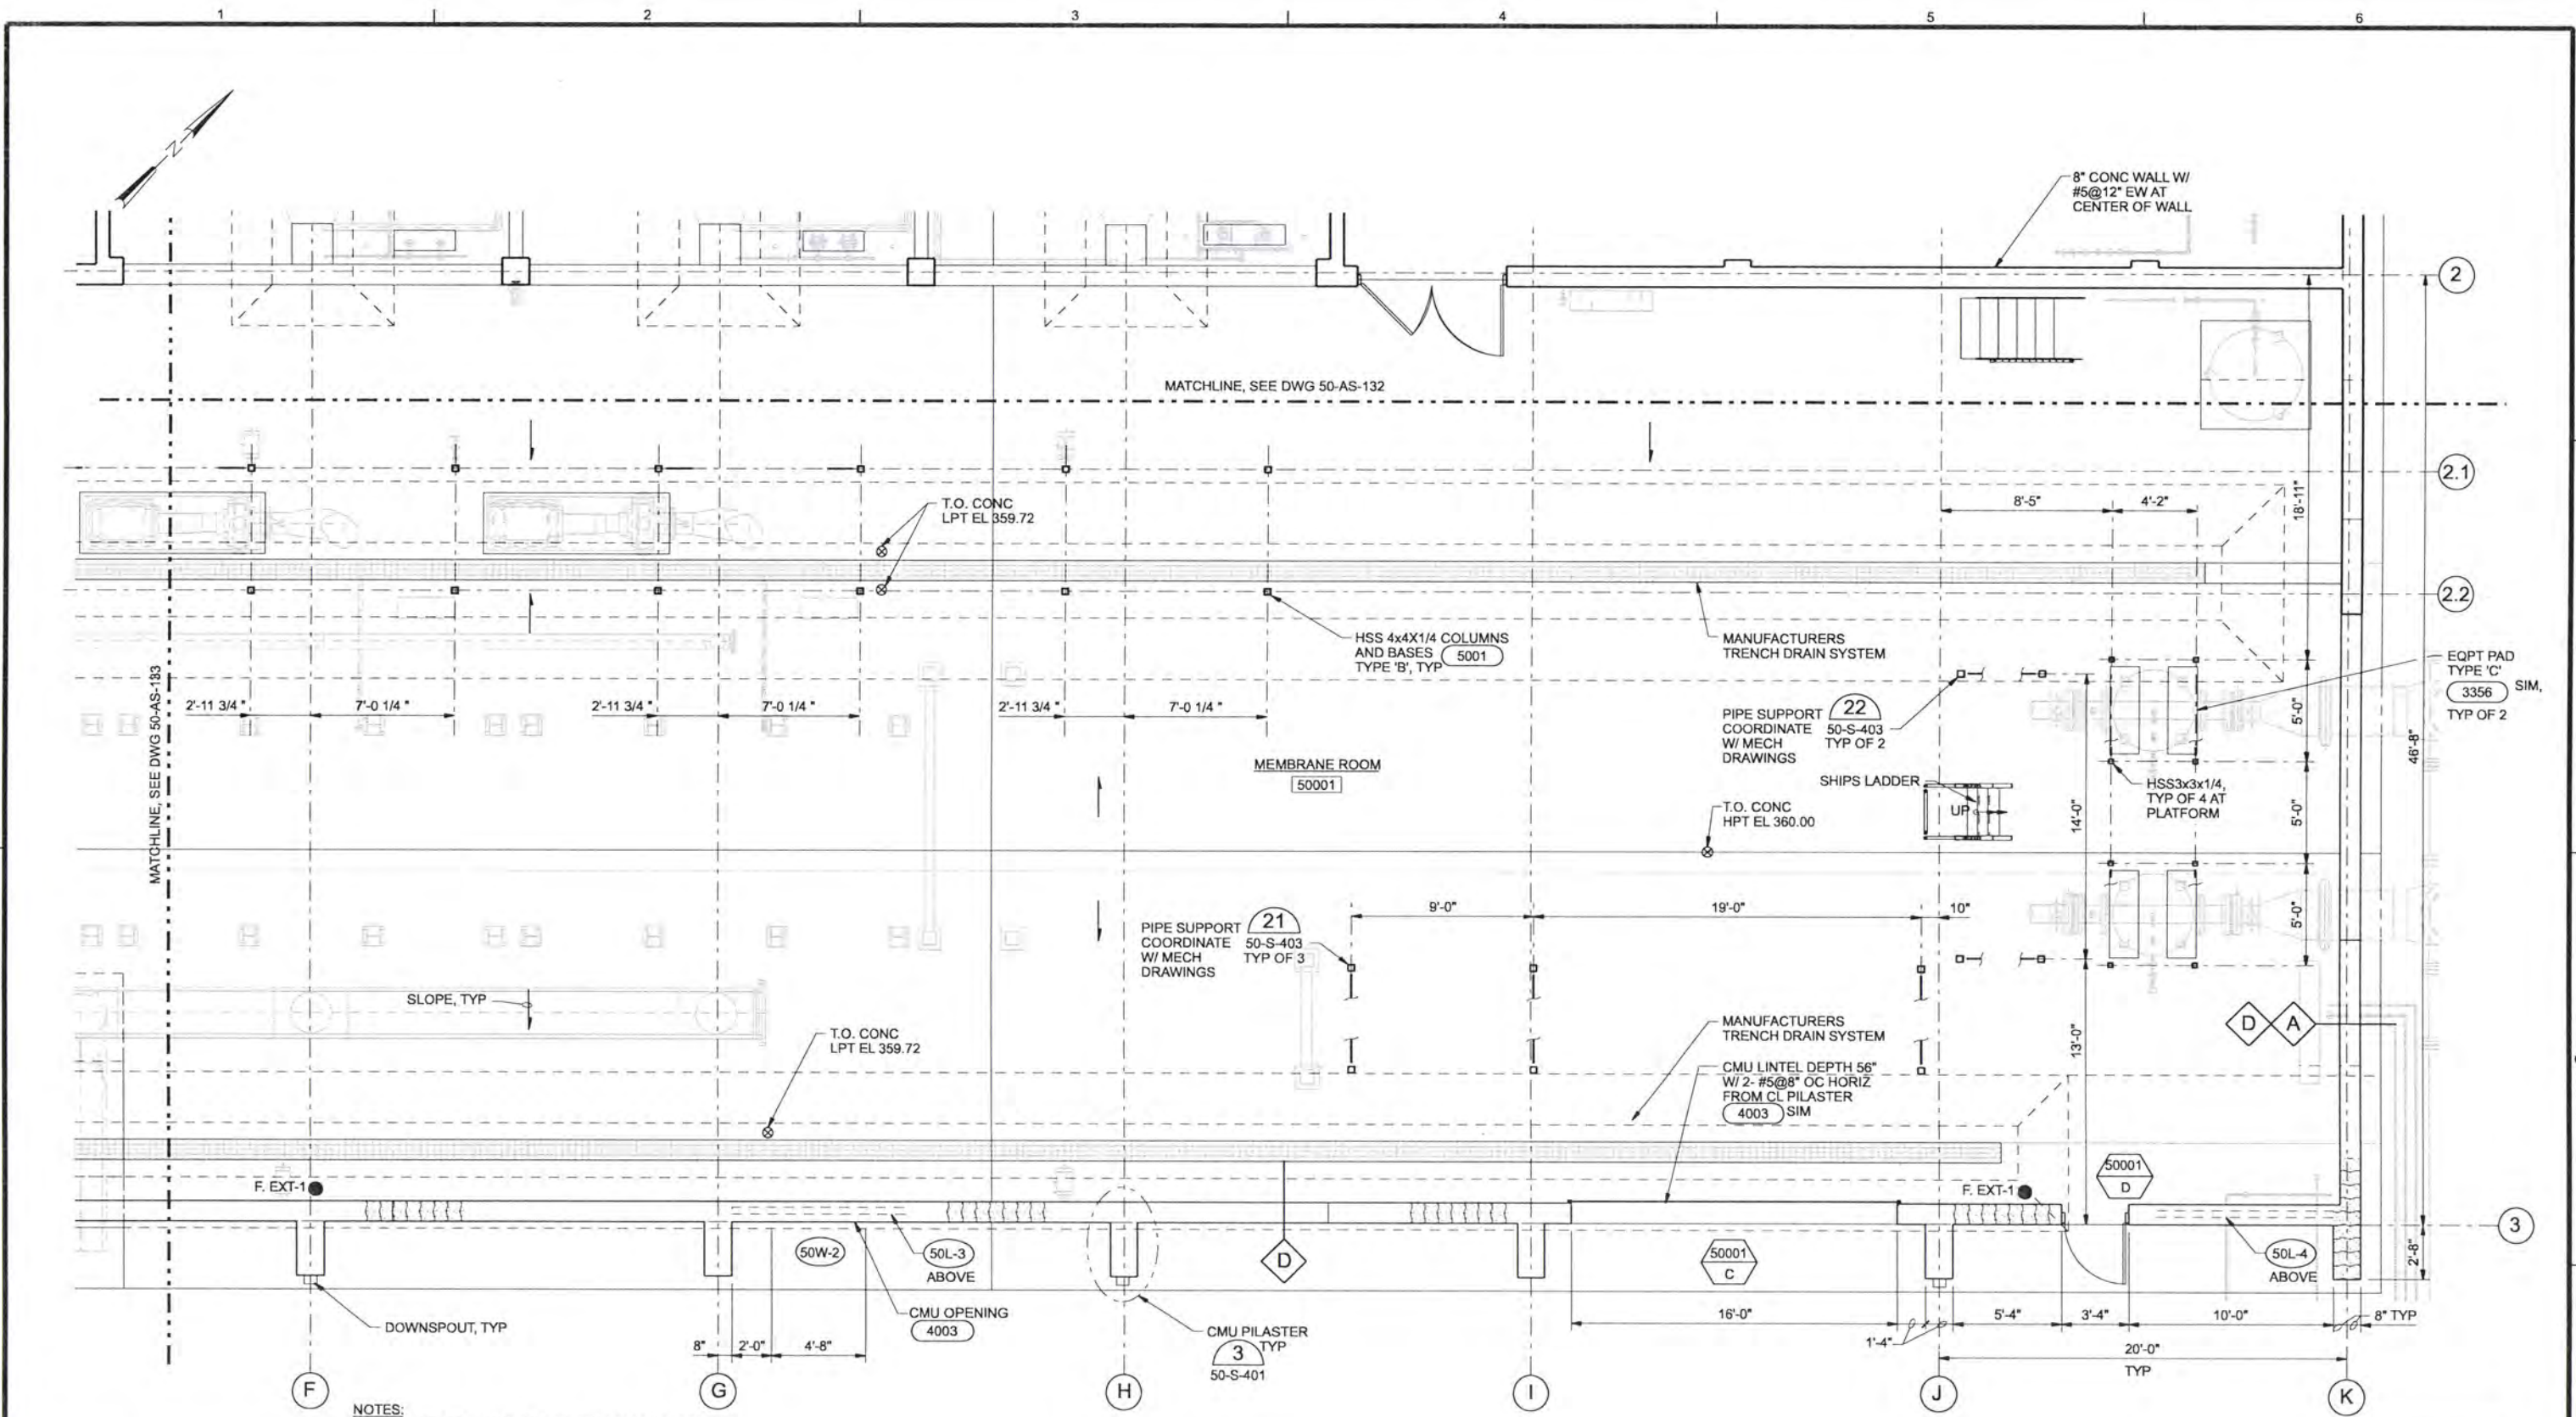 1 2 3 4 5 6
N
8" CONC WALL W/
#5@12" EW AT
CENTER OF WALL
2
MATCHLINE, SEE DWG 50-AS-132
2.1
T.O. CONC
LPT EL 359.72
8'-5" 4'-2"
18'-11"
2.2
HSS 4x4X1/4 COLUMNS
AND BASES 5001
TYPE 'B', TYP
MANUFACTURERS
TRENCH DRAIN SYSTEM
EQPT PAD
TYPE 'C'
3356 SIM,
TYP OF 2
MATCHLINE, SEE DWG 50-AS-133
2'-11 3/4" 7'-0 1/4" 2'-11 3/4" 7'-0 1/4" 2'-11 3/4" 7'-0 1/4"
PIPE SUPPORT
COORDINATE
W/ MECH
DRAWINGS
22
50-S-403
TYP OF 2
5'-0"
46'-8"
MEMBRANE ROOM
50001
SHIPS LADDER
UP
HSS3x3x1/4,
TYP OF 4 AT
PLATFORM
T.O. CONC
HPT EL 360.00
14'-0"
5'-0"
9'-0" 19'-0" 10"
5'-0"
PIPE SUPPORT
COORDINATE
W/ MECH
DRAWINGS
21
50-S-403
TYP OF 3
SLOPE, TYP
T.O. CONC
LPT EL 359.72
MANUFACTURERS
TRENCH DRAIN SYSTEM
D A
13'-0"
CMU LINTEL DEPTH 56"
W/ 2- #5@8" OC HORIZ
FROM CL PILASTER
4003 SIM
F. EXT-1
F. EXT-1
50001
D
3
50W-2
50L-3
ABOVE
D
50001
C
50L-4
ABOVE
2'-8"
DOWNSPOUT, TYP
CMU OPENING
4003
CMU PILASTER
TYP
3
50-S-401
8" 2'-0" 4'-8"
16'-0" 1'-4" 5'-4" 3'-4" 10'-0" 8" TYP
20'-0"
TYP
F G H I J K
NOTES: